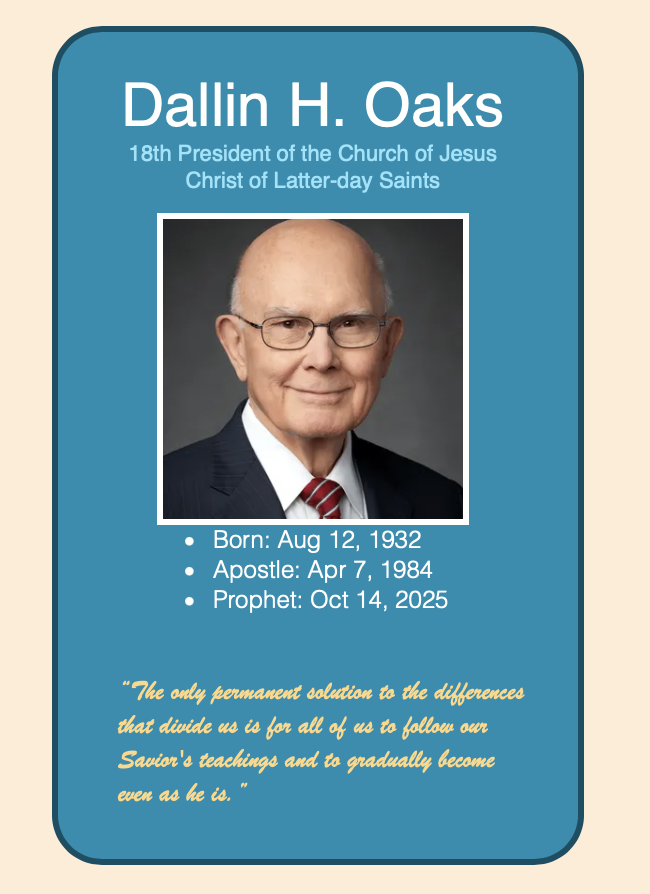 Dallin H. Oaks
18th President of the Church of Jesus
Christ of Latter-day Saints
• Born: Aug 12, 1932
• Apostle: Apr 7, 1984
• Prophet: Oct 14, 2025
“The only permanent solution to the differences
that divide us is for all of us to follow our
Savior's teachings and to gradually become
even as he is.”